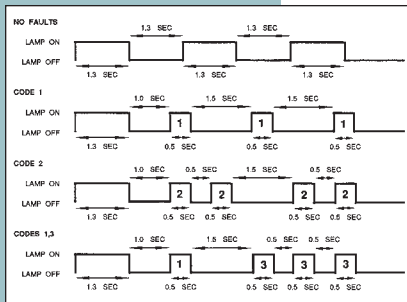 NO FAULTS
1.3 SEC 1.3 SEC
LAMP ON
LAMP OFF
1.3 SEC 1.3 SEC 1.3 SEC
CODE 1
1.0 SEC 1.5 SEC 1.5 SEC
LAMP ON
1 1 1
LAMP OFF
1.3 SEC 0.5 SEC 0.5 SEC 0.5 SEC
CODE 2
1.0 SEC 0.5 SEC 1.5 SEC 0.5 SEC
LAMP ON
2 2 2 2
LAMP OFF
1.3 SEC 0.5 SEC 0.5 SEC 0.5 SEC 0.5 SEC
CODES 1,3
1.0 SEC 1.5 SEC 0.5 SEC 0.5 SEC
LAMP ON
1 3 3 3
LAMP OFF
1.3 SEC 0.5 SEC 0.5 SEC 0.5 SEC 0.5 SEC